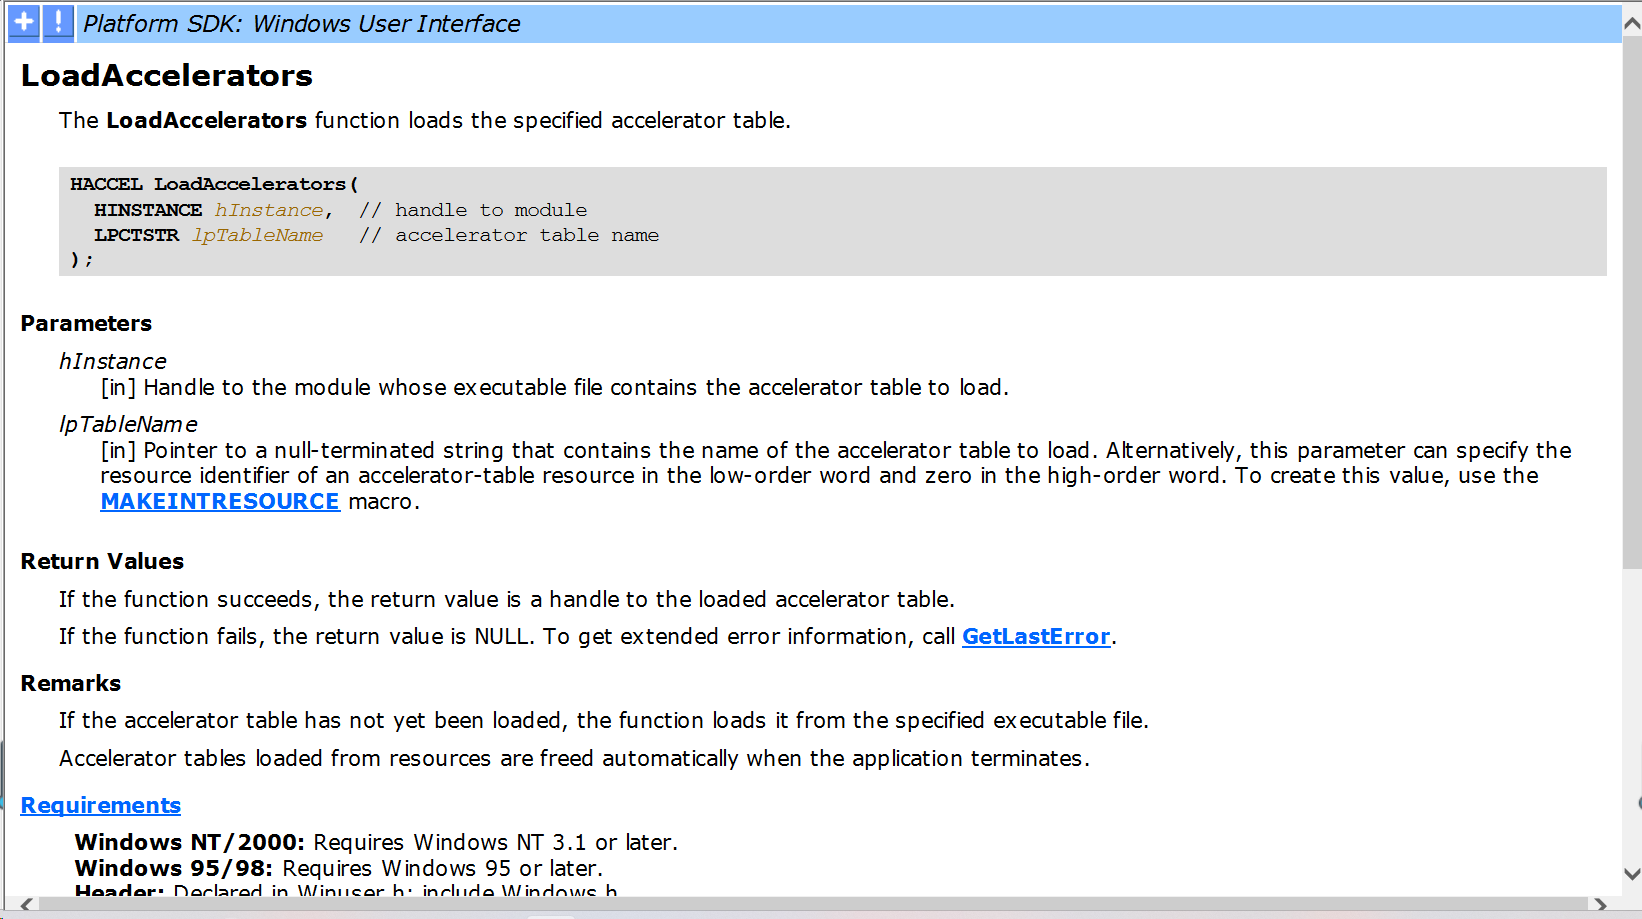 Platform SDK: Windows User Interface
LoadAccelerators
The LoadAccelerators function loads the specified accelerator table.
HACCEL LoadAccelerators(
HINSTANCE hInstance, // handle to module
LPCTSTR lpTableName // accelerator table name
);
Parameters
hInstance
[in] Handle to the module whose executable file contains the accelerator table to load.
lpTableName
[in] Pointer to a null-terminated string that contains the name of the accelerator table to load. Alternatively, this parameter can specify the
resource identifier of an accelerator-table resource in the low-order word and zero in the high-order word. To create this value, use the
MAKEINTRESOURCE macro.
Return Values
If the function succeeds, the return value is a handle to the loaded accelerator table.
If the function fails, the return value is NULL. To get extended error information, call GetLastError.
Remarks
If the accelerator table has not yet been loaded, the function loads it from the specified executable file.
Accelerator tables loaded from resources are freed automatically when the application terminates.
Requirements
Windows NT/2000: Requires Windows NT 3.1 or later.
Windows 95/98: Requires Windows 95 or later.
Header: Declared in Winuser.h; include Windows.h.